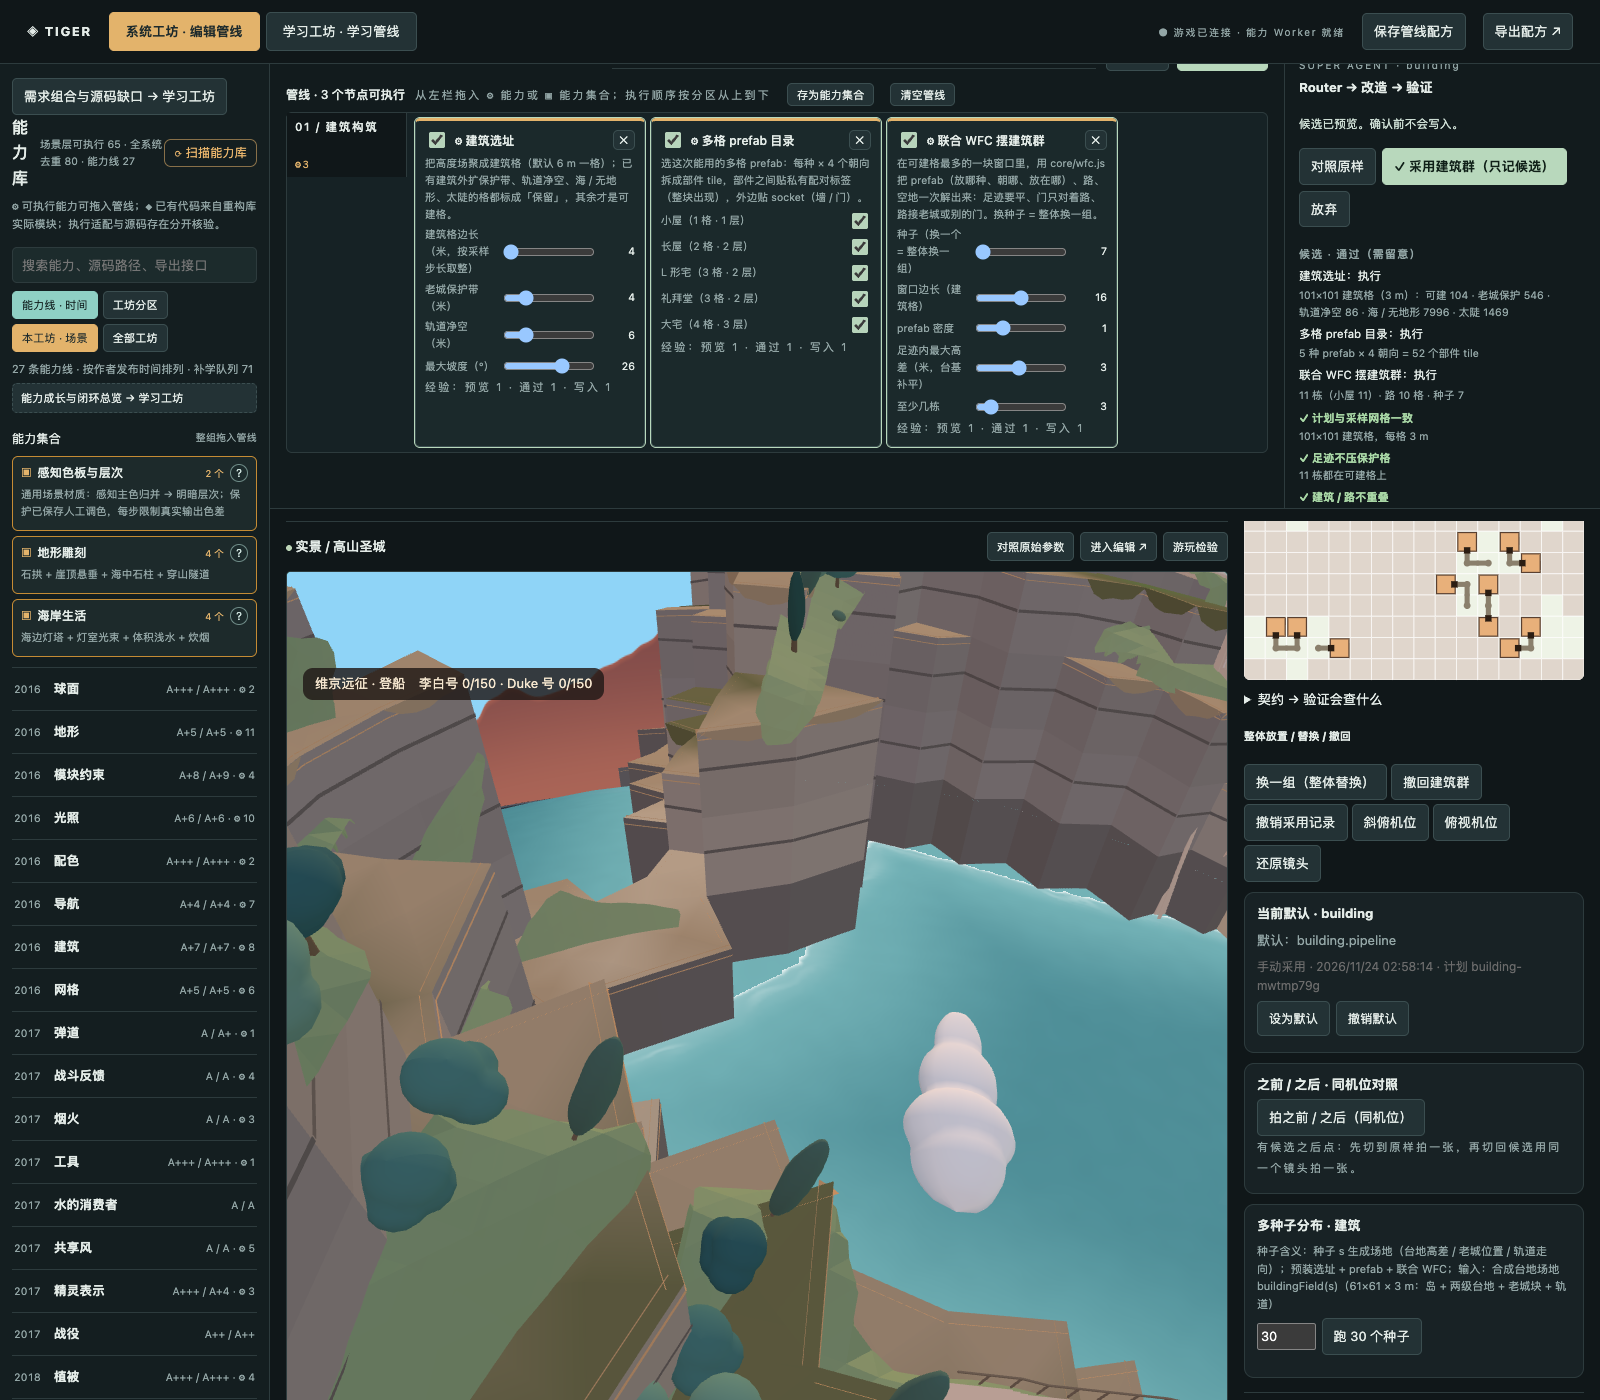 ◈ TIGER
系统工坊 · 编辑管线
学习工坊 · 学习管线
游戏已连接 · 能力 Worker 就绪
保存管线配方
导出配方 ↗
需求组合与源码缺口 → 学习工坊
能力库
场景层可执行 65 · 全系统
去重 80 · 能力线 27
⟳ 扫描能力库
⚙ 可执行能力可拖入管线；◆ 已有代码来自重构库
实际模块；执行适配与源码存在分开核验。
搜索能力、源码路径、导出接口
能力线 · 时间
工坊分区
本工坊 · 场景
全部工坊
27 条能力线 · 按作者发布时间排列 · 补学队列 71
能力成长与闭环总览 → 学习工坊
能力集合
整组拖入管线
▣ 感知色板与层次
2 个
?
通用场景材质：感知主色归并 → 明暗层次；保
护已保存人工调色，每步限制真实输出色差
▣ 地形雕刻
4 个
?
石拱 + 崖顶悬垂 + 海中石柱 + 穿山隧道
▣ 海岸生活
4 个
?
海边灯塔 + 灯室光束 + 体积浅水 + 炊烟
2016 球面 A+++ / A+++ · ⚙ 2
2016 地形 A+5 / A+5 · ⚙ 11
2016 模块约束 A+8 / A+9 · ⚙ 4
2016 光照 A+6 / A+6 · ⚙ 10
2016 配色 A+++ / A+++ · ⚙ 2
2016 导航 A+4 / A+4 · ⚙ 7
2016 建筑 A+7 / A+7 · ⚙ 8
2016 网格 A+5 / A+5 · ⚙ 6
2017 弹道 A / A+ · ⚙ 1
2017 战斗反馈 A / A · ⚙ 4
2017 烟火 A / A · ⚙ 3
2017 工具 A+++ / A+++ · ⚙ 1
2017 水的消费者 A / A
2017 共享风 A / A · ⚙ 5
2017 精灵表示 A+++ / A+4 · ⚙ 3
2017 战役 A++ / A++
2018 植被 A+++ / A+++ · ⚙ 4
管线 · 3 个节点可执行
从左栏拖入 ⚙ 能力或 ▣ 能力集合；执行顺序按分区从上到下
存为能力集合
清空管线
01 / 建筑构筑
⚙3
⚙ 建筑选址
把高度场聚成建筑格（默认 6 m 一格）；已
有建筑外扩保护带、轨道净空、海 / 无地
形、太陡的格都标成「保留」，其余才是可
建格。
建筑格边长
（米，按采样
步长取整）
4
老城保护带
（米）
4
轨道净空
（米）
6
最大坡度（°）
26
经验：预览 1 · 通过 1 · 写入 1
⚙ 多格 prefab 目录
选这次能用的多格 prefab：每种 × 4 个朝向
拆成部件 tile，部件之间贴私有配对标签
（整块出现），外边贴 socket（墙 / 门）。
小屋（1 格 · 1 层）
长屋（2 格 · 2 层）
L 形宅（3 格 · 2 层）
礼拜堂（3 格 · 2 层）
大宅（4 格 · 3 层）
经验：预览 1 · 通过 1 · 写入 1
⚙ 联合 WFC 摆建筑群
在可建格最多的一块窗口里，用 core/wfc.js
把 prefab（放哪种、朝哪、放在哪）、路、
空地一次解出来：足迹要平、门只对着路、
路接老城或别的门。换种子 = 整体换一组。
种子（换一个
= 整体换一
组）
7
窗口边长（建
筑格）
16
prefab 密度
1
足迹内最大高
差（米，台基
补平）
3
至少几栋
3
经验：预览 1 · 通过 1 · 写入 1
SUPER AGENT · building
Router → 改造 → 验证
候选已预览。确认前不会写入。
对照原样
✓ 采用建筑群（只记候选）
放弃
候选 · 通过（需留意）
建筑选址：执行
101×101 建筑格（3 m）：可建 104 · 老城保护 546 ·
轨道净空 86 · 海 / 无地形 7996 · 太陡 1469
多格 prefab 目录：执行
5 种 prefab × 4 朝向 = 52 个部件 tile
联合 WFC 摆建筑群：执行
11 栋（小屋 11） · 路 10 格 · 种子 7
✓ 计划与采样网格一致
101×101 建筑格，每格 3 m
✓ 足迹不压保护格
11 栋都在可建格上
✓ 建筑 / 路不重叠
实景 / 高山圣城
对照原始参数
进入编辑 ↗
游玩检验
维京远征 · 登船 李白号 0/150 · Duke 号 0/150
▶ 契约 → 验证会查什么
整体放置 / 替换 / 撤回
换一组（整体替换）
撤回建筑群
撤销采用记录
斜俯机位
俯视机位
还原镜头
当前默认 · building
默认：building.pipeline
手动采用 · 2026/11/24 02:58:14 · 计划 building-
mwtmp79g
设为默认
撤销默认
之前 / 之后 · 同机位对照
拍之前 / 之后（同机位）
有候选之后点：先切到原样拍一张，再切回候选用同
一个镜头拍一张。
多种子分布 · 建筑
种子含义：种子 s 生成场地（台地高差 / 老城位置 / 轨道走
向）；预装选址 + prefab + 联合 WFC；输入：合成台地场地
buildingField(s)（61×61 × 3 m：岛 + 两级台地 + 老城块 + 轨
道）
30
跑 30 个种子